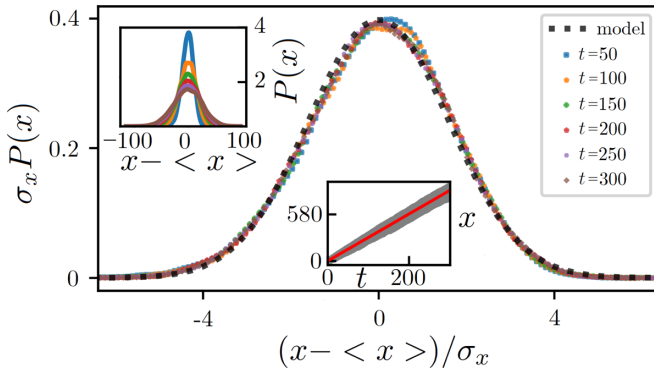 4
P(x)
2
−100 0 100
x− < x >
model
t=50
t=100
t=150
t=200
t=250
t=300
0.4
0.2
0
σₓP(x)
580
0
0 200
t
x
-4 0 4
(x− < x >)/σₓ